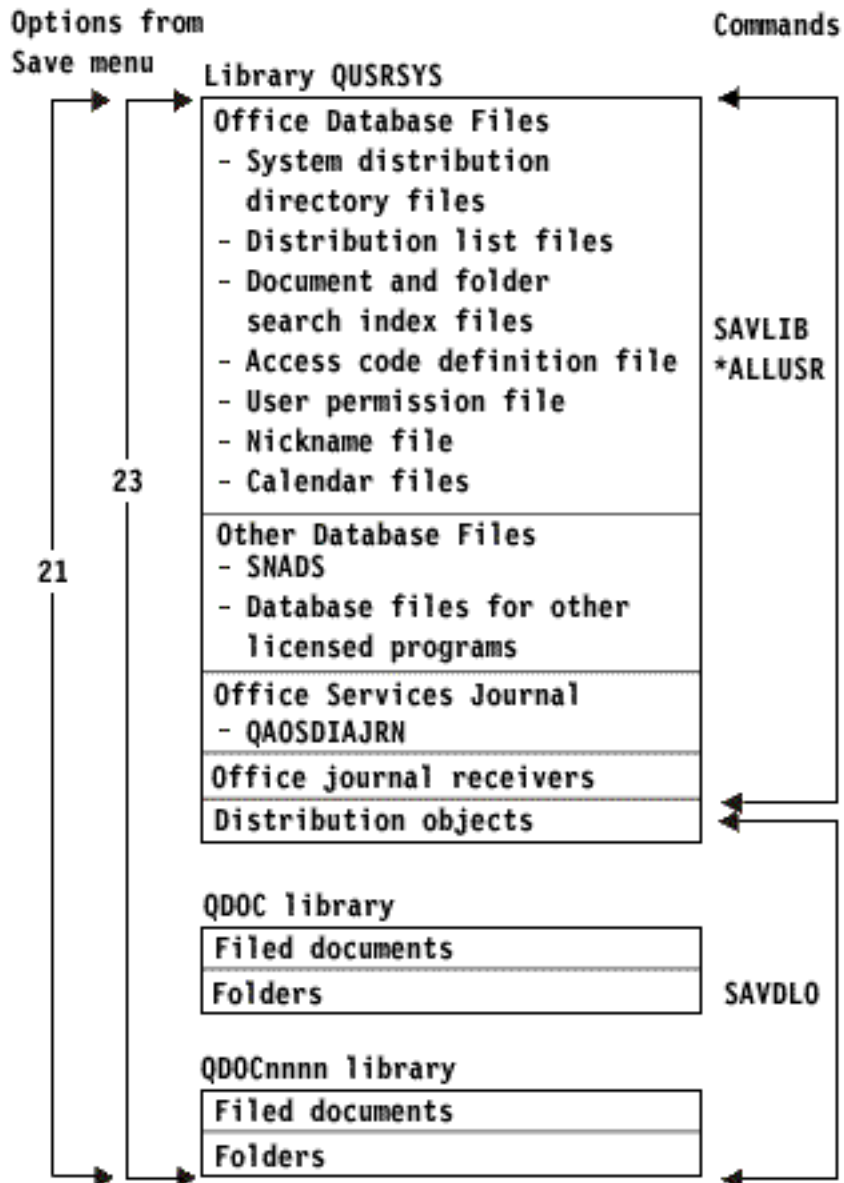 Options from
Save menu
Commands
Library QUSRSYS
Office Database Files
- System distribution
directory files
- Distribution list files
- Document and folder
search index files
- Access code definition file
- User permission file
- Nickname file
- Calendar files
SAVLIB
*ALLUSR
23
21
Other Database Files
- SNADS
- Database files for other
licensed programs
Office Services Journal
- QAOSDIAJRN
Office journal receivers
Distribution objects
QDOC library
Filed documents
Folders
SAVDLO
QDOCnnnn library
Filed documents
Folders